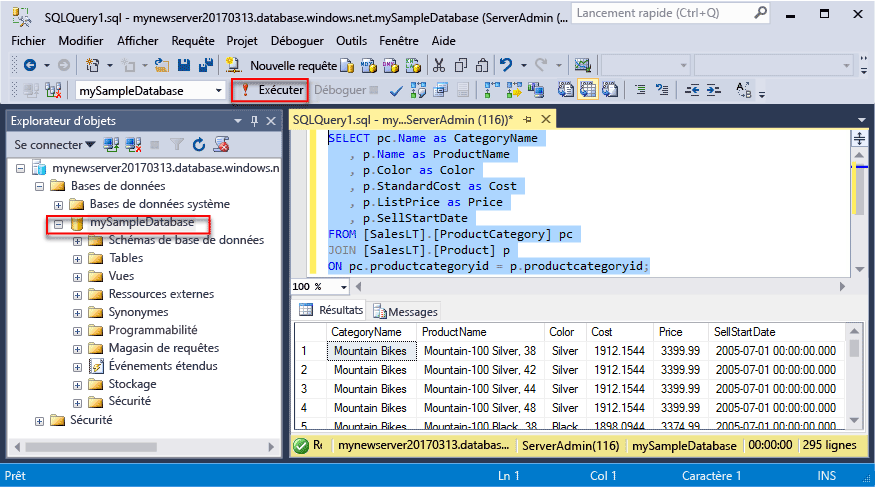 SQLQuery1.sql - mynewserver20170313.database.windows.net.mySampleDatabase (ServerAdmin (116))* - ...
Lancement rapide (Ctrl+Q)
Fichier Modifier Afficher Requête Projet Déboguer Outils Fenêtre Aide
Nouvelle requête
mySampleDatabase
Exécuter
Déboguer
Explorateur d'objets
Se connecter
mynewserver20170313.database.windows.n
Bases de données
Bases de données système
mySampleDatabase
Schémas de base de données
Tables
Vues
Ressources externes
Synonymes
Programmabilité
Magasin de requêtes
Événements étendus
Stockage
Sécurité
Sécurité
SQLQuery1.sql - my...ServerAdmin (116))*
SELECT pc.Name as CategoryName
, p.Name as ProductName
, p.Color as Color
, p.StandardCost as Cost
, p.ListPrice as Price
, p.SellStartDate
FROM [SalesLT].[ProductCategory] pc
JOIN [SalesLT].[Product] p
ON pc.productcategoryid = p.productcategoryid;
100 %
Résultats Messages
CategoryName ProductName Color Cost Price SellStartDate
1 Mountain Bikes Mountain-100 Silver, 38 Silver 1912.1544 3399.99 2005-07-01 00:00:00.000
2 Mountain Bikes Mountain-100 Silver, 42 Silver 1912.1544 3399.99 2005-07-01 00:00:00.000
3 Mountain Bikes Mountain-100 Silver, 44 Silver 1912.1544 3399.99 2005-07-01 00:00:00.000
4 Mountain Bikes Mountain-100 Silver, 48 Silver 1912.1544 3399.99 2005-07-01 00:00:00.000
5 Mountain Bikes Mountain-100 Black, 38 Black 1898.0944 3374.99 2005-07-01 00:00:00.000
mynewserver20170313.databas... ServerAdmin(116) mySampleDatabase 00:00:00 295 lignes
Prêt Ln 1 Col 1 Caractère 1 INS